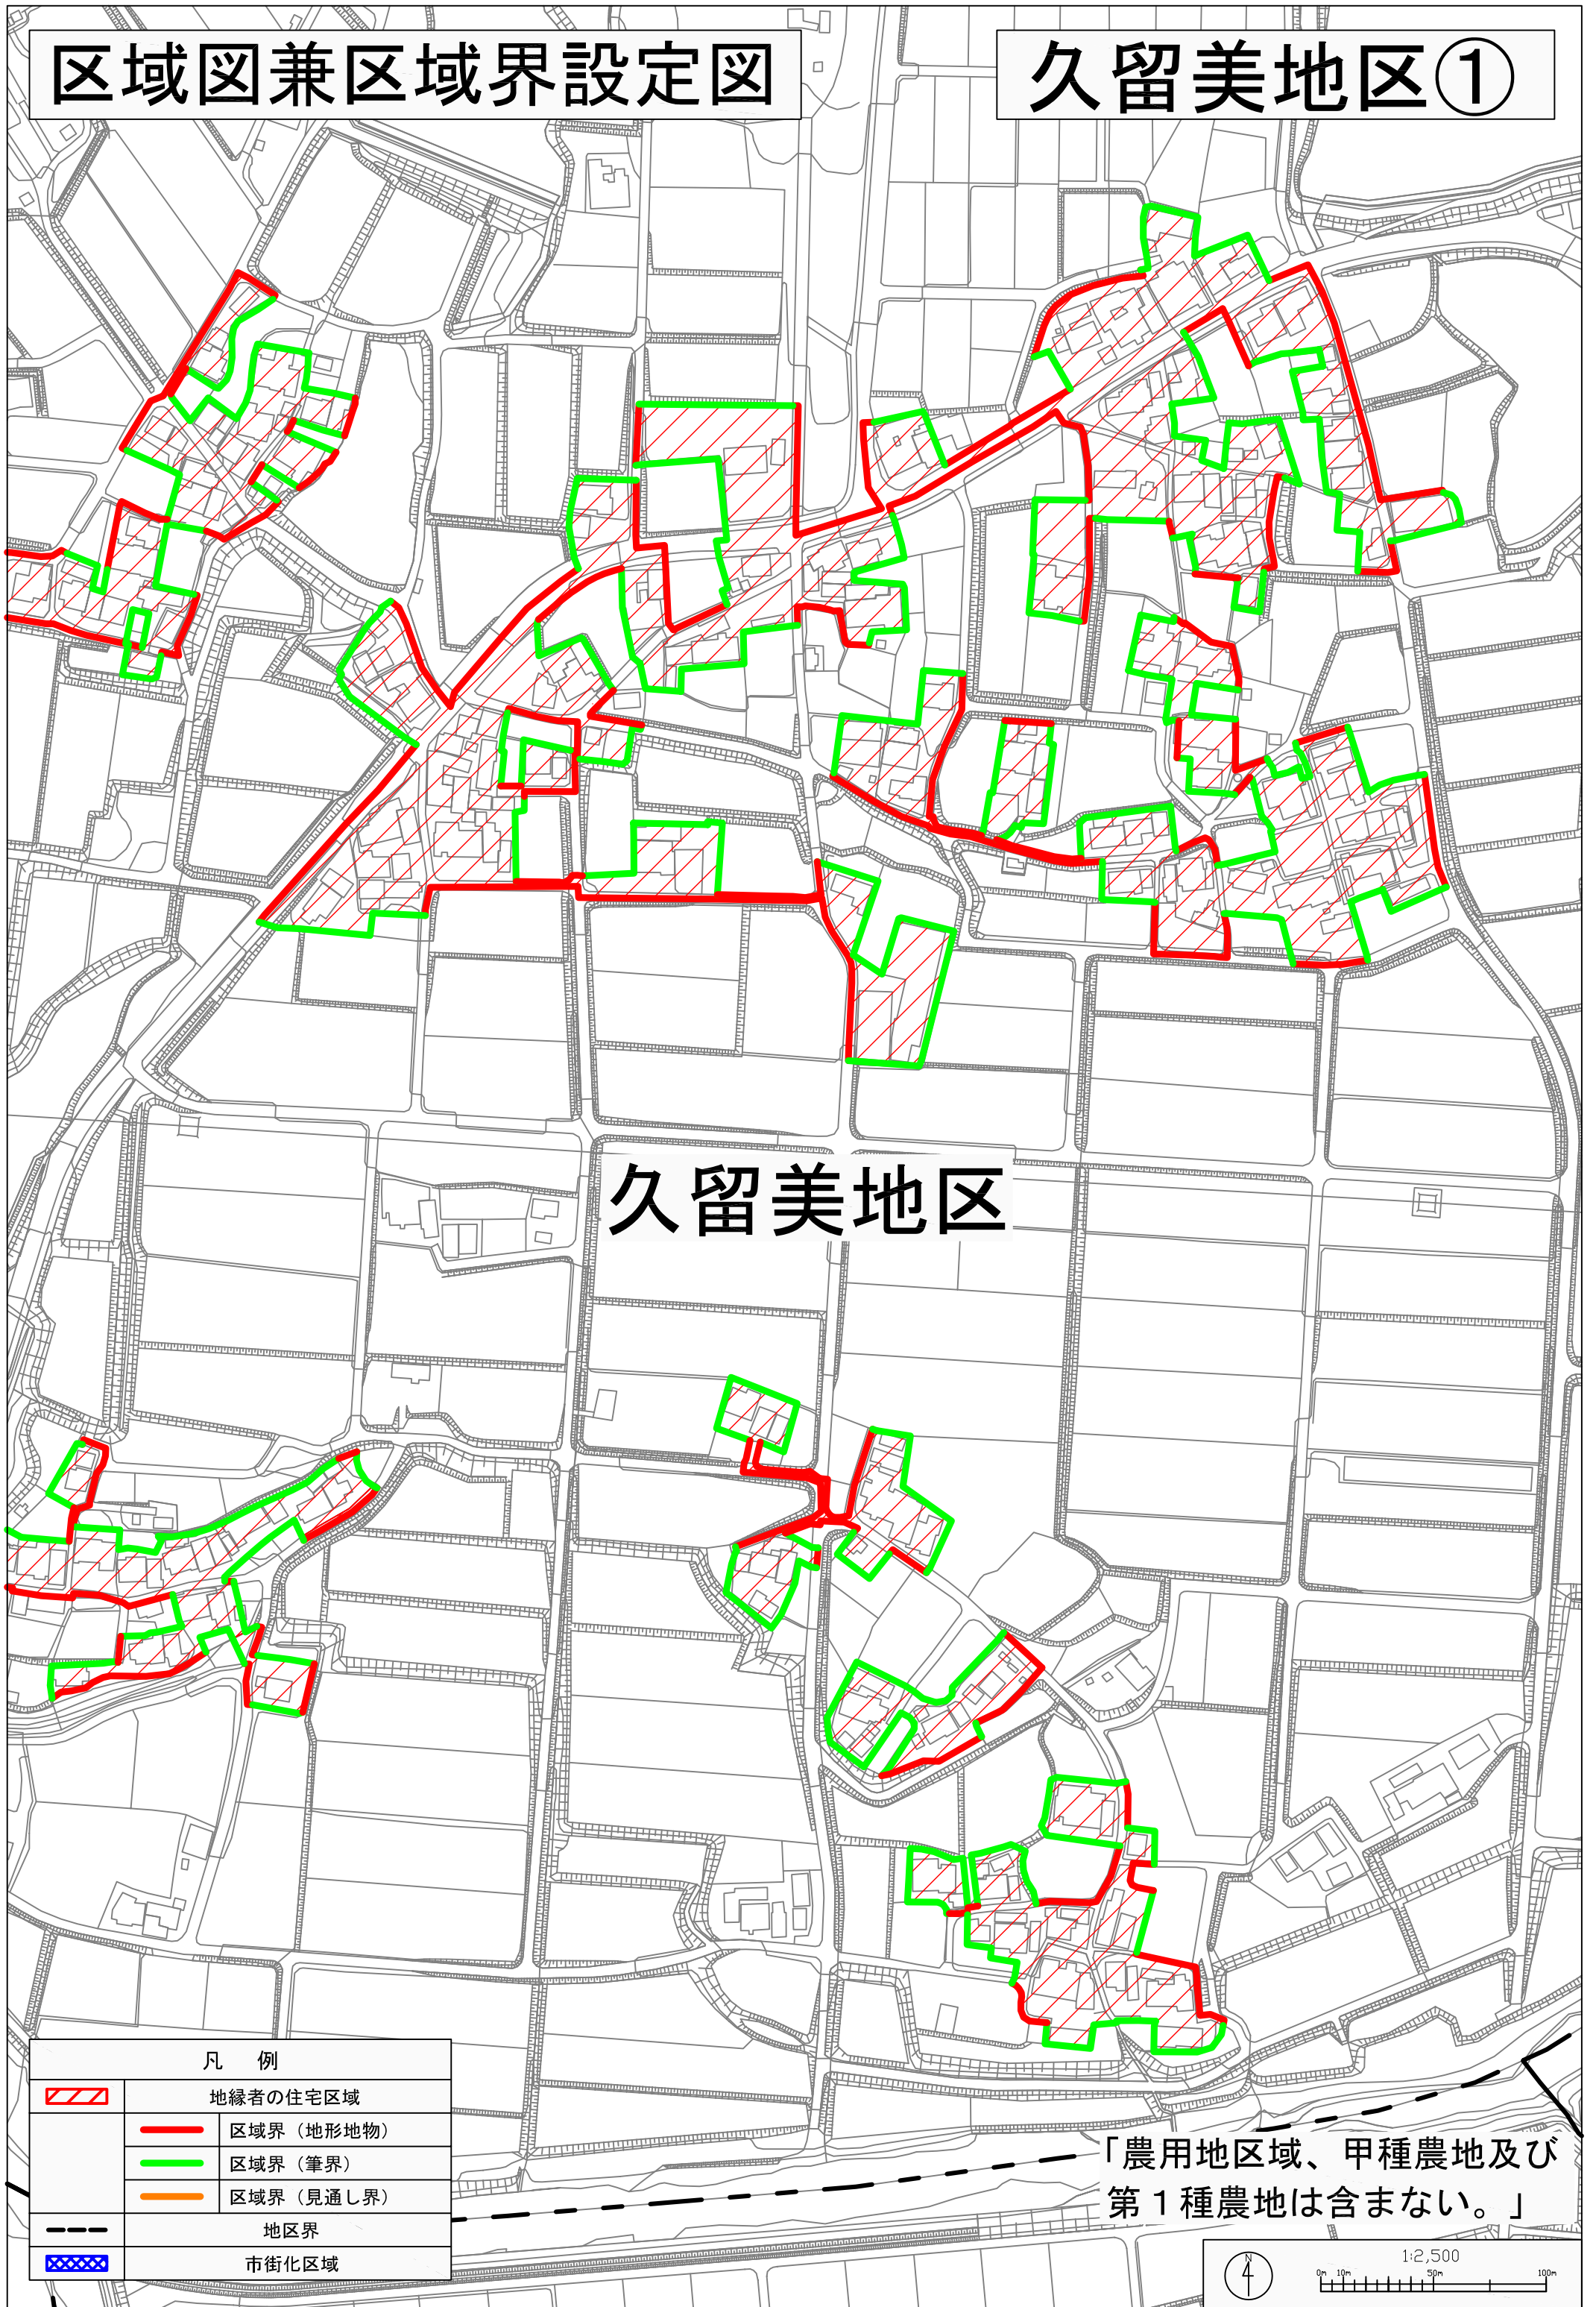 区域図兼区域界設定図
久留美地区①
久留美地区
凡 例
地縁者の住宅区域
区域界（地形地物）
区域界（筆界）
区域界（見通し界）
地区界
市街化区域
「農用地区域、甲種農地及び
第１種農地は含まない。」
N
1:2,500
0m 10m 50m 100m